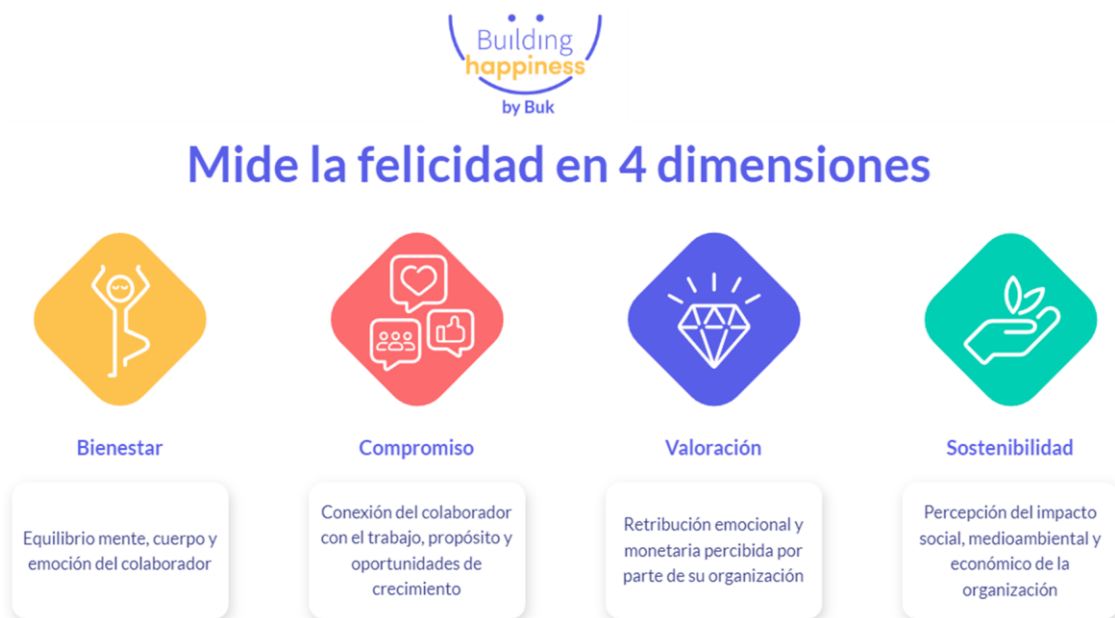 Building
happiness
by Buk
Mide la felicidad en 4 dimensiones
Bienestar
Equilibrio mente, cuerpo y
emoción del colaborador
Compromiso
Conexión del colaborador
con el trabajo, propósito y
oportunidades de
crecimiento
Valoración
Retribución emocional y
monetaria percibida por
parte de su organización
Sostenibilidad
Percepción del impacto
social, medioambiental y
económico de la
organización